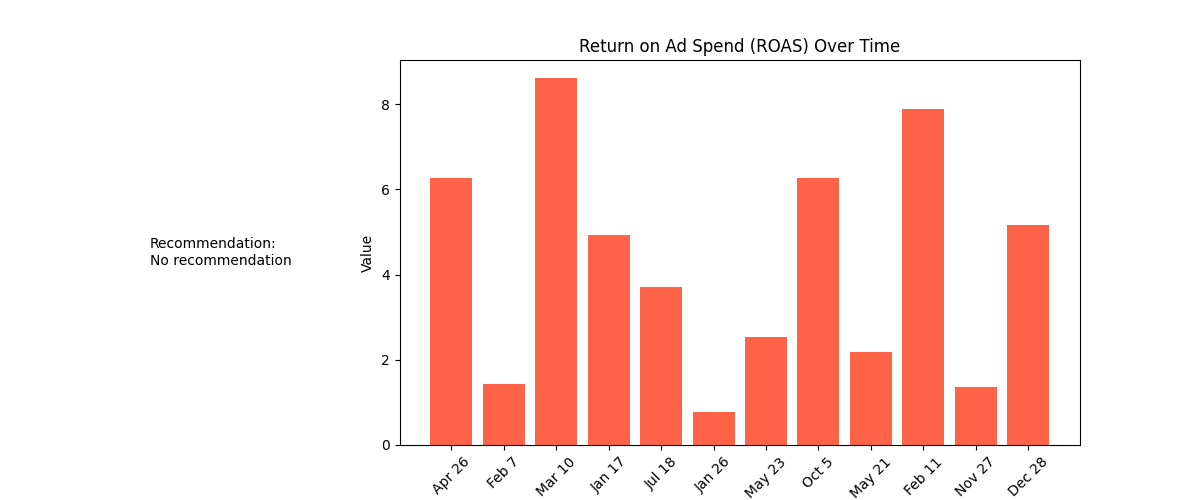 Return on Ad Spend (ROAS) Over Time
8
6
4
2
0
Value
Recommendation:
No recommendation
Apr 26
Feb 7
Mar 10
Jan 17
Jul 18
Jan 26
May 23
Oct 5
May 21
Feb 11
Nov 27
Dec 28